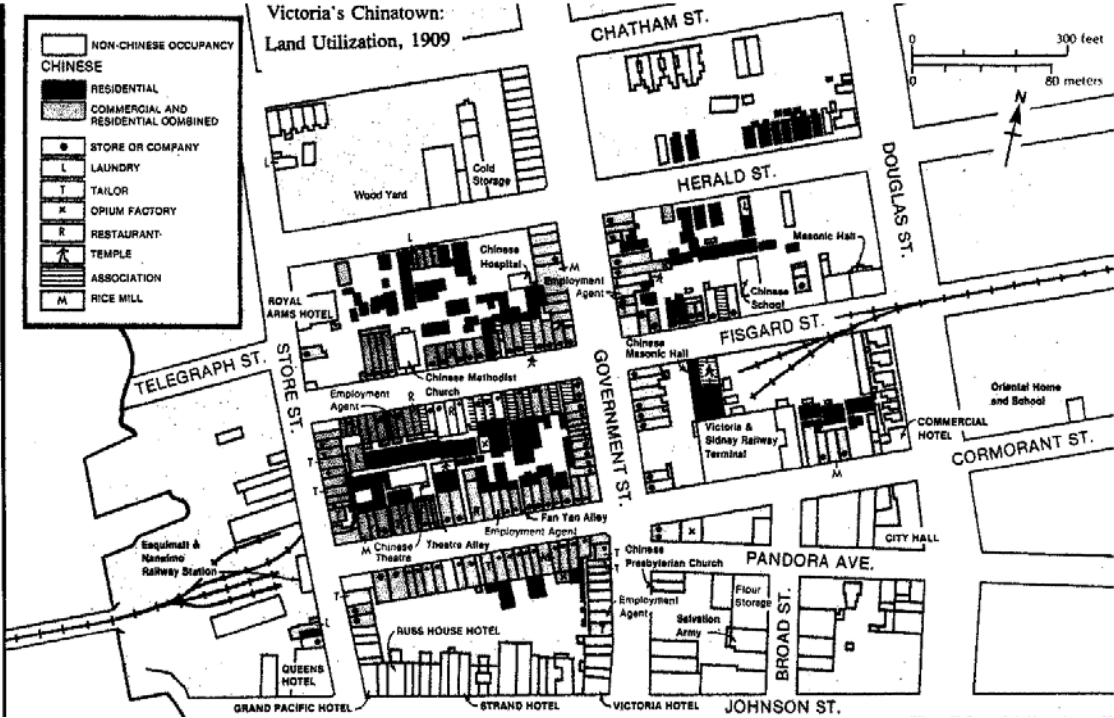 Victoria's Chinatown:
Land Utilization, 1909
NON-CHINESE OCCUPANCY
CHINESE
RESIDENTIAL
COMMERCIAL AND
RESIDENTIAL COMBINED
STORE OR COMPANY
L LAUNDRY
T TAILOR
x OPIUM FACTORY
R RESTAURANT
TEMPLE
ASSOCIATION
M RICE MILL
0 300 feet
0 80 meters
N
CHATHAM ST.
L
Wood Yard
Cold
Storage
HERALD ST.
DOUGLAS ST.
L
L
Chinese
Hospital
M
Employment
Agent
Masonic Hall
Chinese
School
ROYAL
ARMS HOTEL
FISGARD ST.
TELEGRAPH ST.
STORE ST.
GOVERNMENT ST.
Chinese Methodist
Church
Chinese
Masonic Hall
Employment
Agent
R
R
x
T
T
R
M
Chinese
Theatre
Theatre Alley
Employment Agent
Fan Tan Alley
Victoria &
Sidney Railway
Terminal
Oriental Home
and School
COMMERCIAL
HOTEL
CORMORANT ST.
M
x
CITY HALL
PANDORA AVE.
Esquimalt &
Nanaimo
Railway Station
T
T
T
T
x
Chinese
Presbyterian Church
Employment
Agent
Flour
Storage
Salvation
Army
BROAD ST.
L
QUEENS
HOTEL
RUSS HOUSE HOTEL
GRAND PACIFIC HOTEL
STRAND HOTEL
VICTORIA HOTEL
JOHNSON ST.